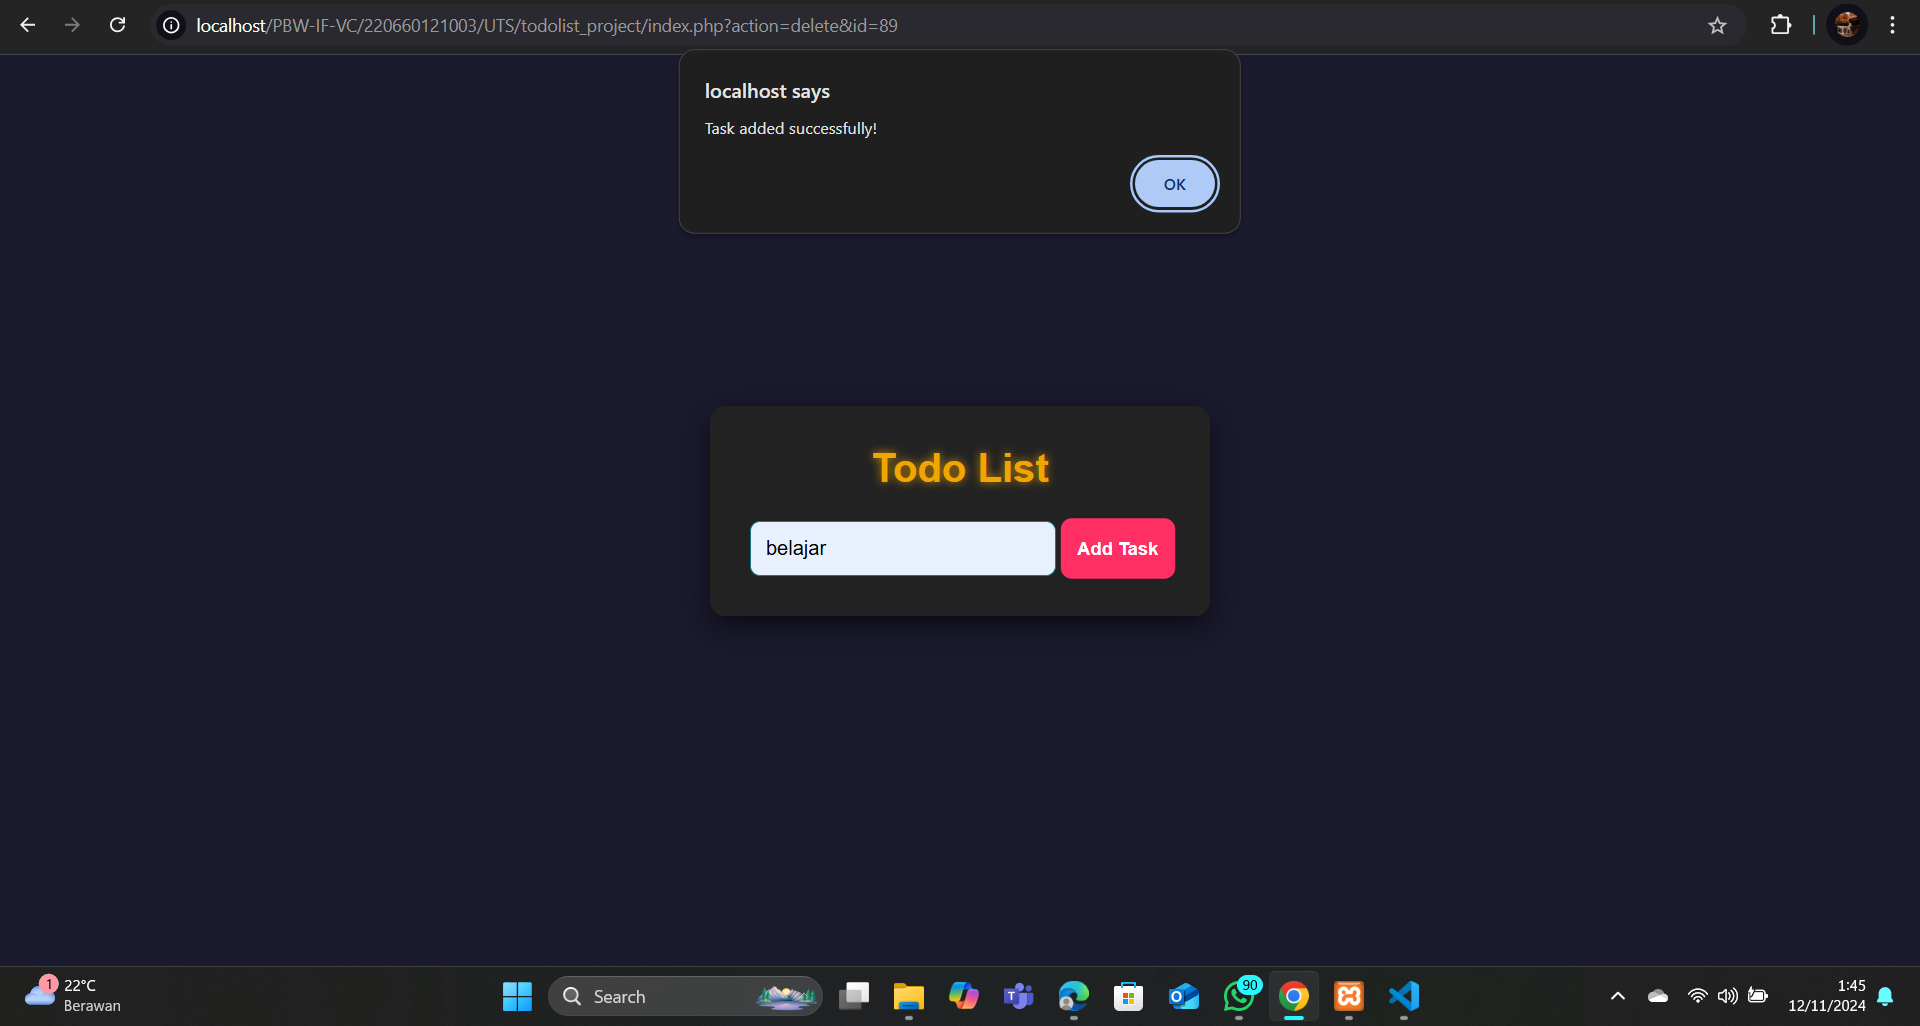 localhost/PBW-IF-VC/220660121003/UTS/todolist_project/index.php?action=delete&id=89
localhost says
Task added successfully!
OK
Todo List
belajar
Add Task
1
22°C
Berawan
Search
90
1:45
12/11/2024